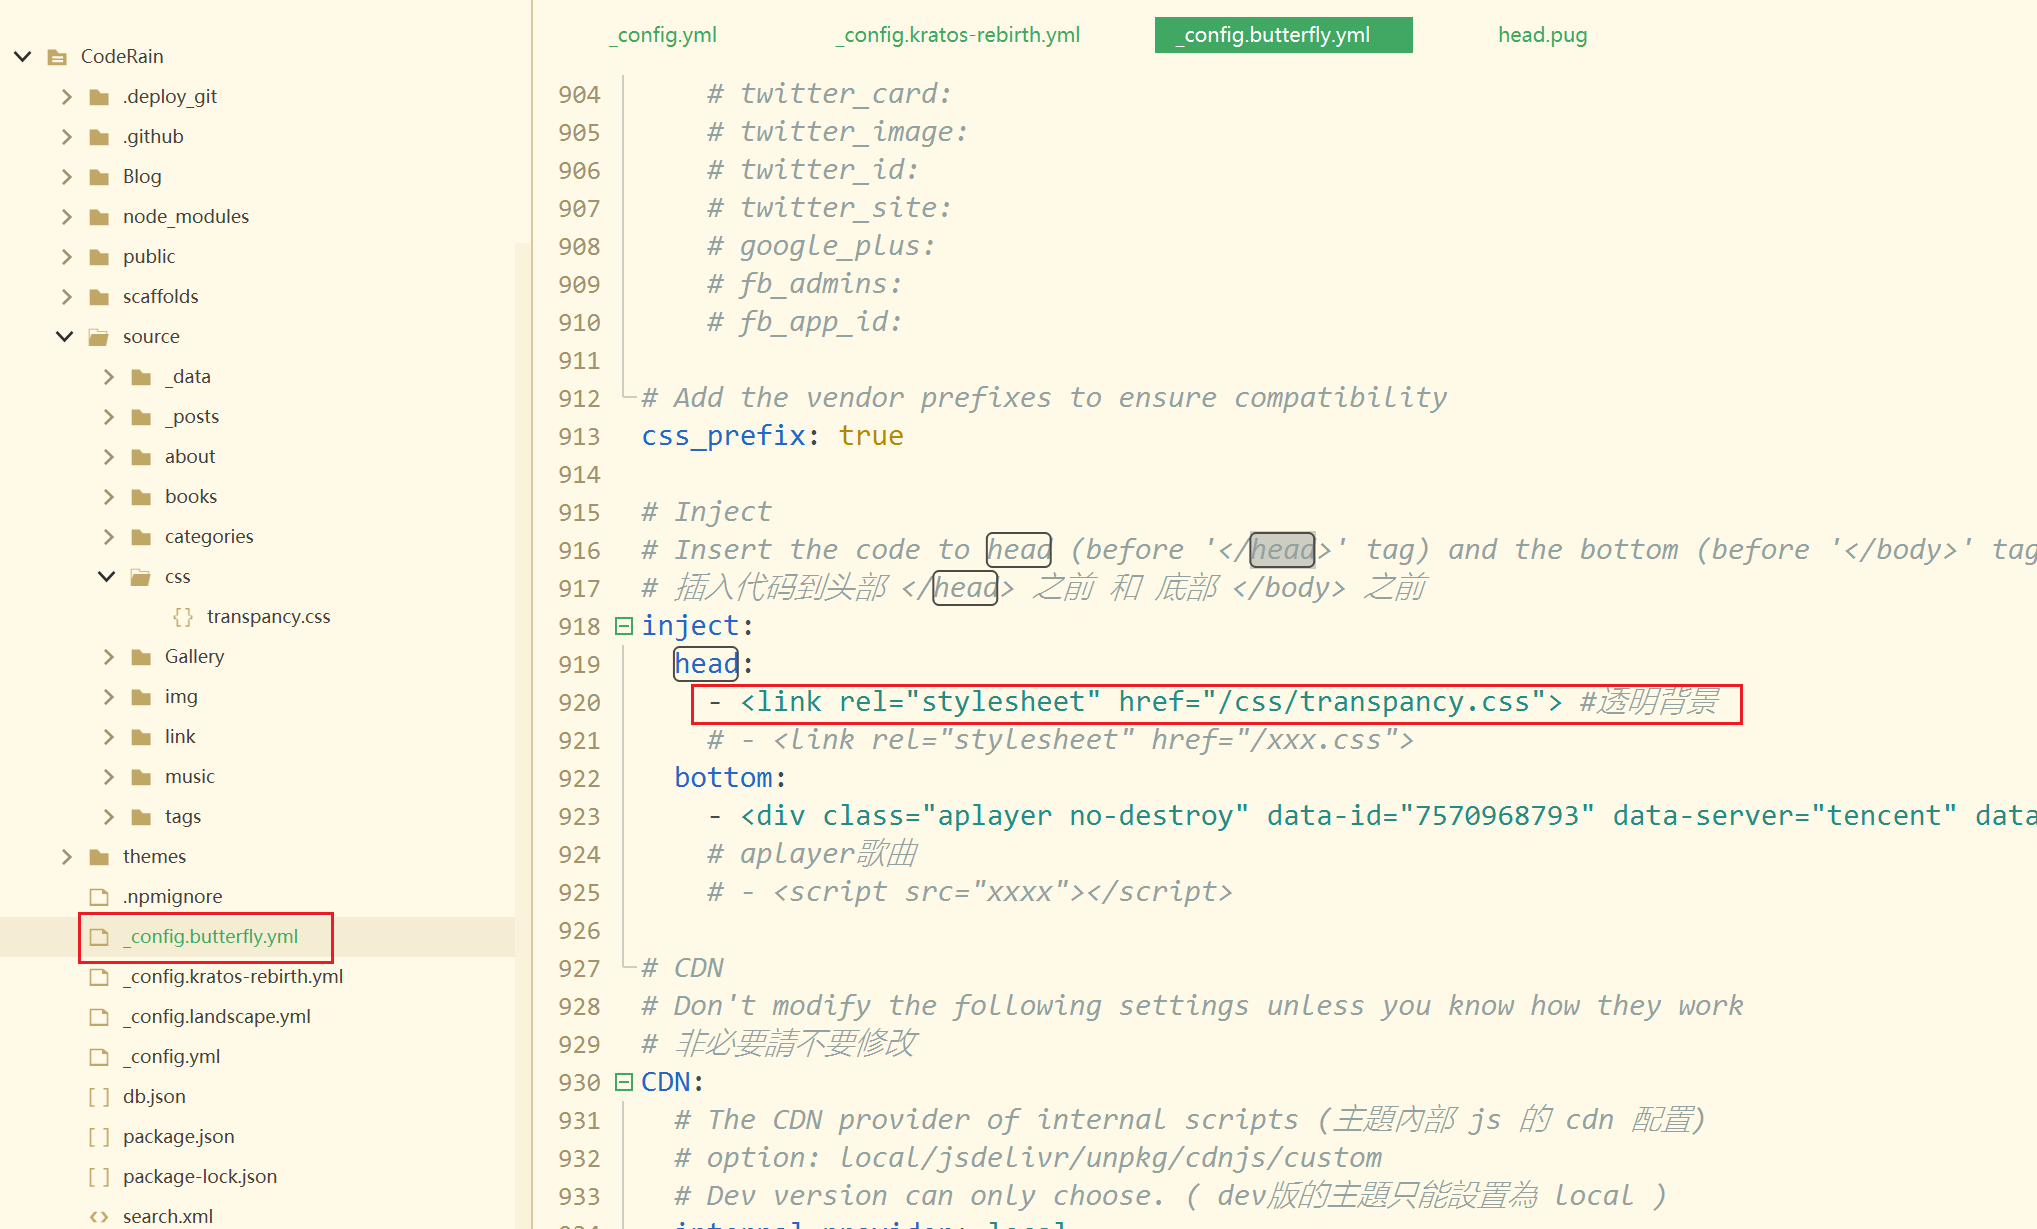 CodeRain
.deploy_git
.github
Blog
node_modules
public
scaffolds
source
_data
_posts
about
books
categories
css
{} transpancy.css
Gallery
img
link
music
tags
themes
.npmignore
_config.butterfly.yml
_config.kratos-rebirth.yml
_config.landscape.yml
_config.yml
[ ] db.json
[ ] package.json
[ ] package-lock.json
<> search.xml
_config.yml _config.kratos-rebirth.yml _config.butterfly.yml head.pug
904 # twitter_card:
905 # twitter_image:
906 # twitter_id:
907 # twitter_site:
908 # google_plus:
909 # fb_admins:
910 # fb_app_id:
911
912 # Add the vendor prefixes to ensure compatibility
913 css_prefix: true
914
915 # Inject
916 # Insert the code to head (before '</head>' tag) and the bottom (before '</body>' tag
917 # 插入代码到头部 </head> 之前 和 底部 </body> 之前
918 inject:
919 head:
920 - <link rel="stylesheet" href="/css/transpancy.css"> #透明背景
921 # - <link rel="stylesheet" href="/xxx.css">
922 bottom:
923 - <div class="aplayer no-destroy" data-id="7570968793" data-server="tencent" data
924 # aplayer歌曲
925 # - <script src="xxxx"></script>
926
927 # CDN
928 # Don't modify the following settings unless you know how they work
929 # 非必要請不要修改
930 CDN:
931 # The CDN provider of internal scripts (主題內部 js 的 cdn 配置)
932 # option: local/jsdelivr/unpkg/cdnjs/custom
933 # Dev version can only choose. ( dev版的主題只能設置為 local )
934 internal_provider: local